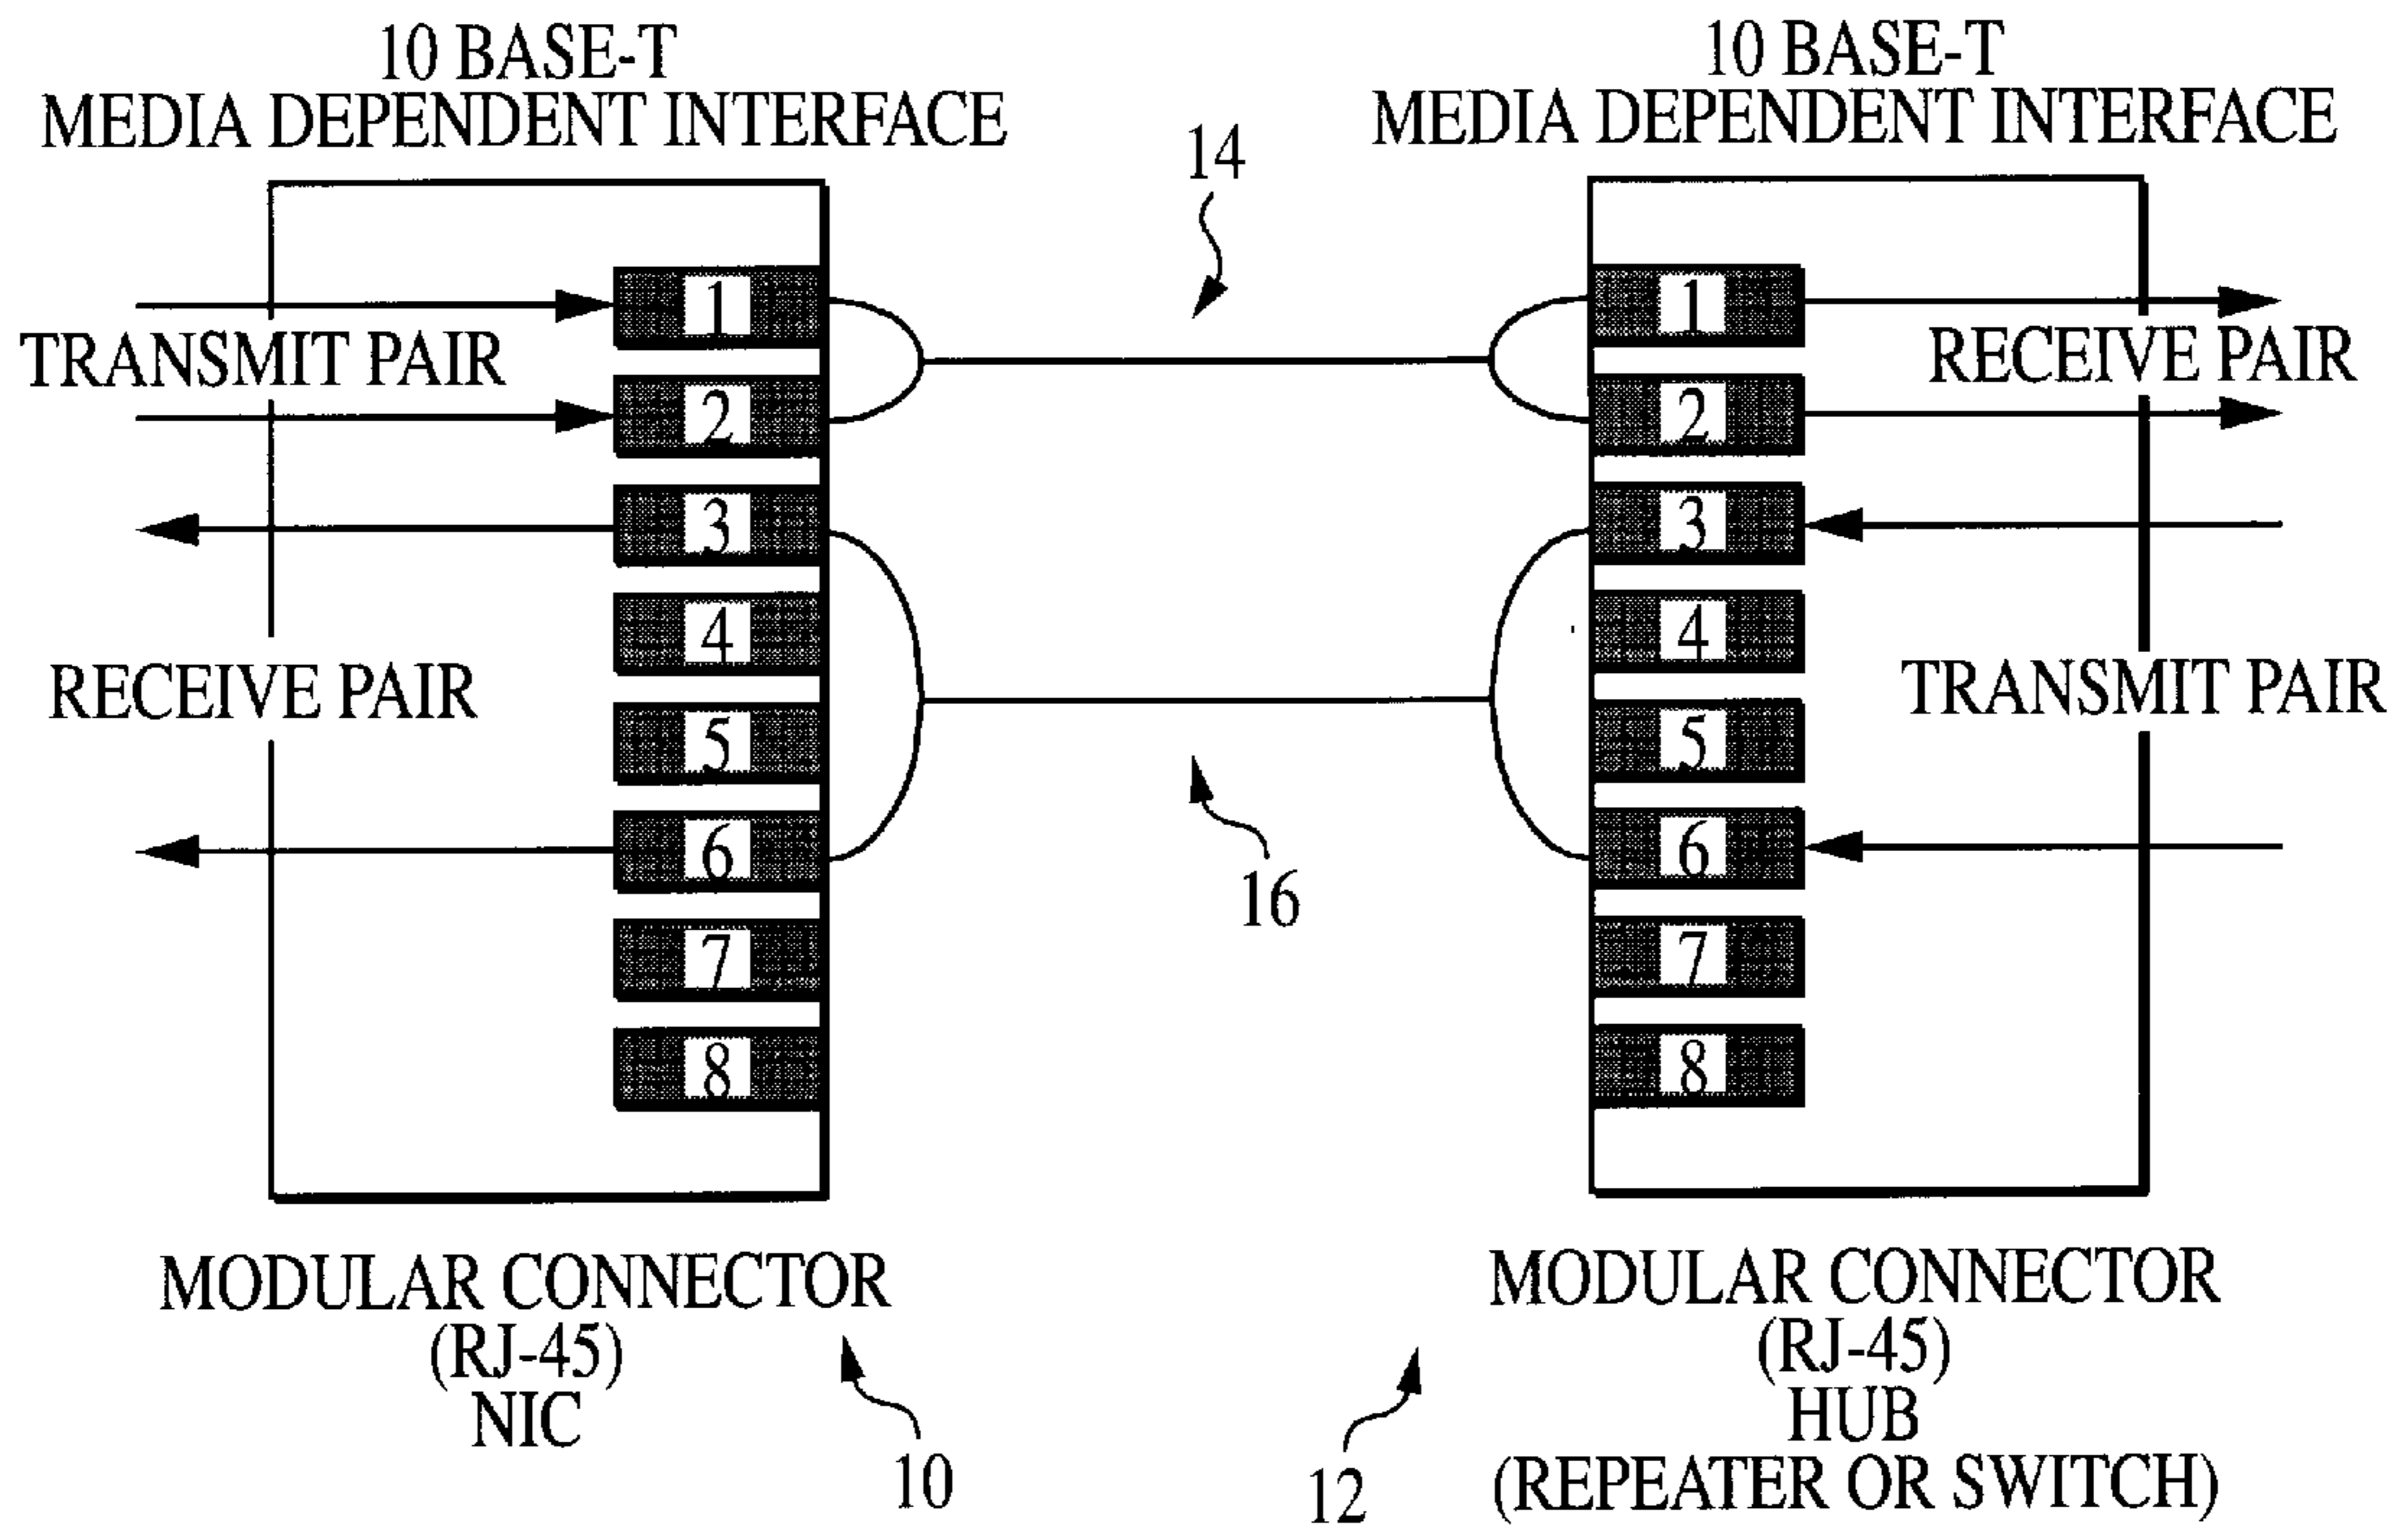 10 BASE-T
MEDIA DEPENDENT INTERFACE
10 BASE-T
MEDIA DEPENDENT INTERFACE
14
TRANSMIT PAIR
RECEIVE PAIR
1
2
3
4
5
6
7
8
1
2
3
4
5
6
7
8
RECEIVE PAIR
TRANSMIT PAIR
16
MODULAR CONNECTOR
(RJ-45)
NIC
10
MODULAR CONNECTOR
(RJ-45)
HUB
(REPEATER OR SWITCH)
12